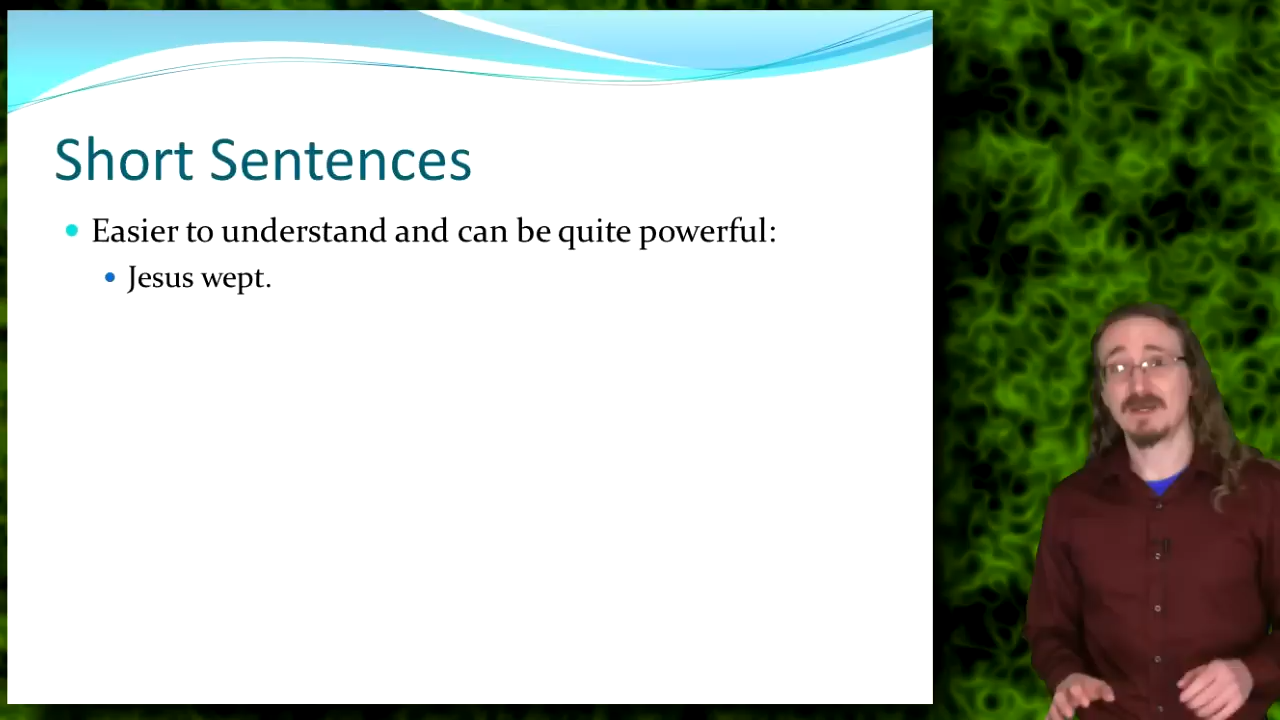 Short Sentences
Easier to understand and can be quite powerful:
Jesus wept.